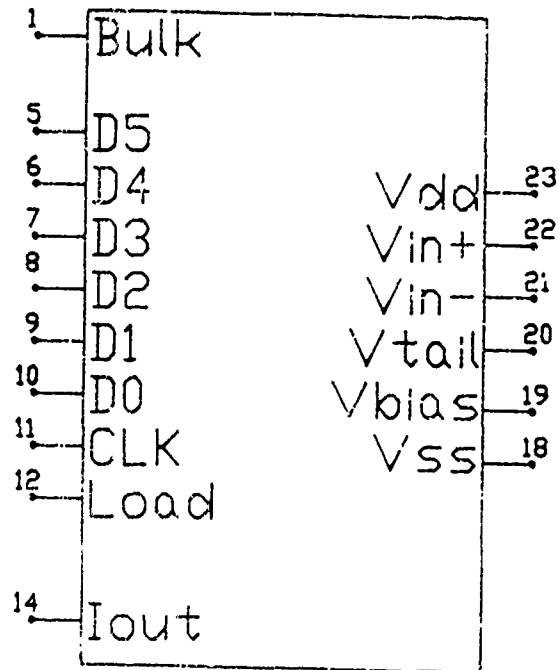 1 Bulk
5 D5
6 D4
Vdd 23
7 D3
Vin+ 22
8 D2
Vin- 21
9 D1
Vtail 20
10 D0
Vbias 19
11 CLK
Vss 18
12 Load
14 Iout